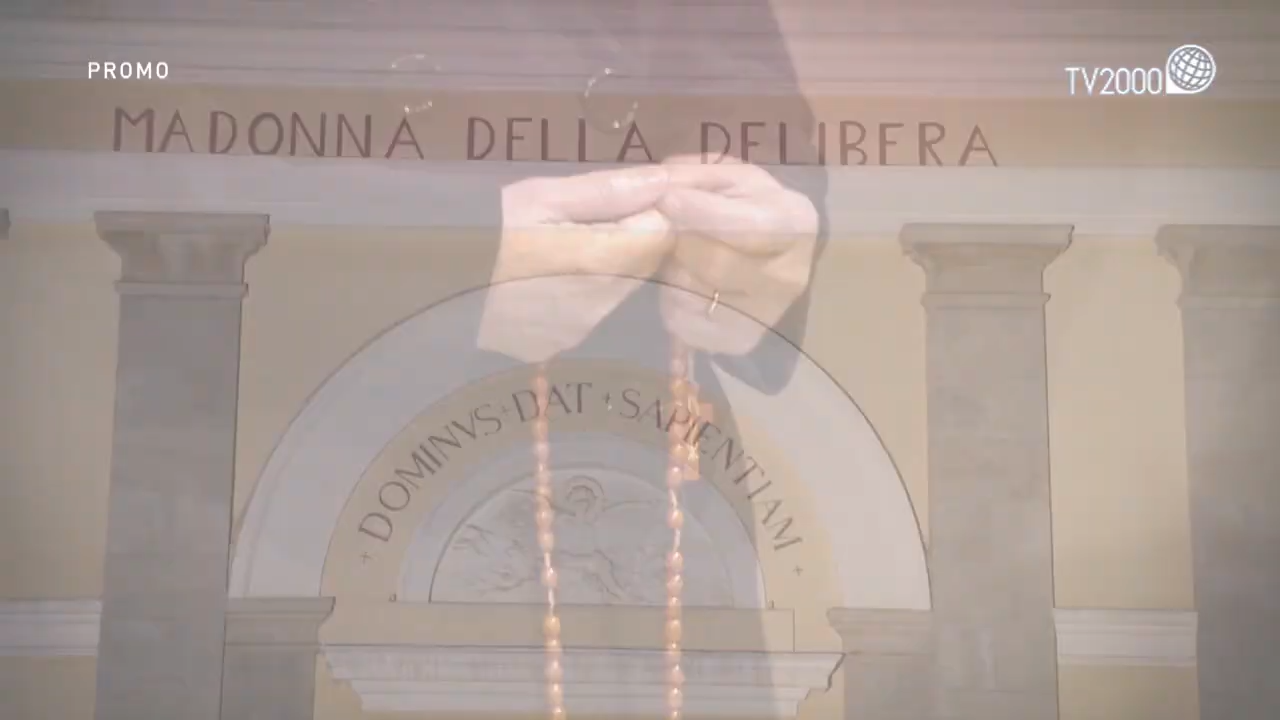 PROMO
TV2000
MADONNA DELLA DELIBERA
+ DOMINVS + DAT + SAPIENTIAM +